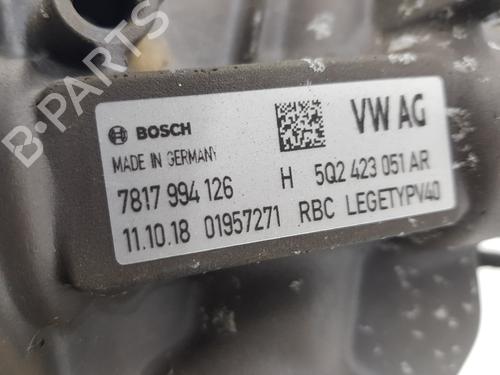 B-PARTS
BOSCH VW AG
MADE IN GERMANY
7817 994 126 H 5Q2 423 051 AR
11.10.18 01957271 RBC LEGETYPV40